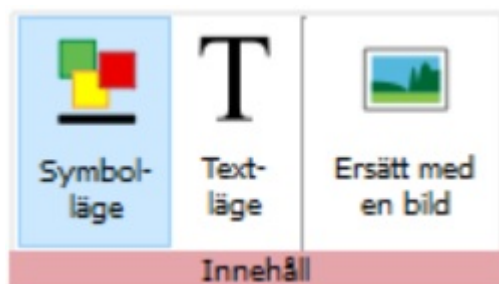 Symbol-
läge
Text-
läge
Ersätt med
en bild
Innehåll